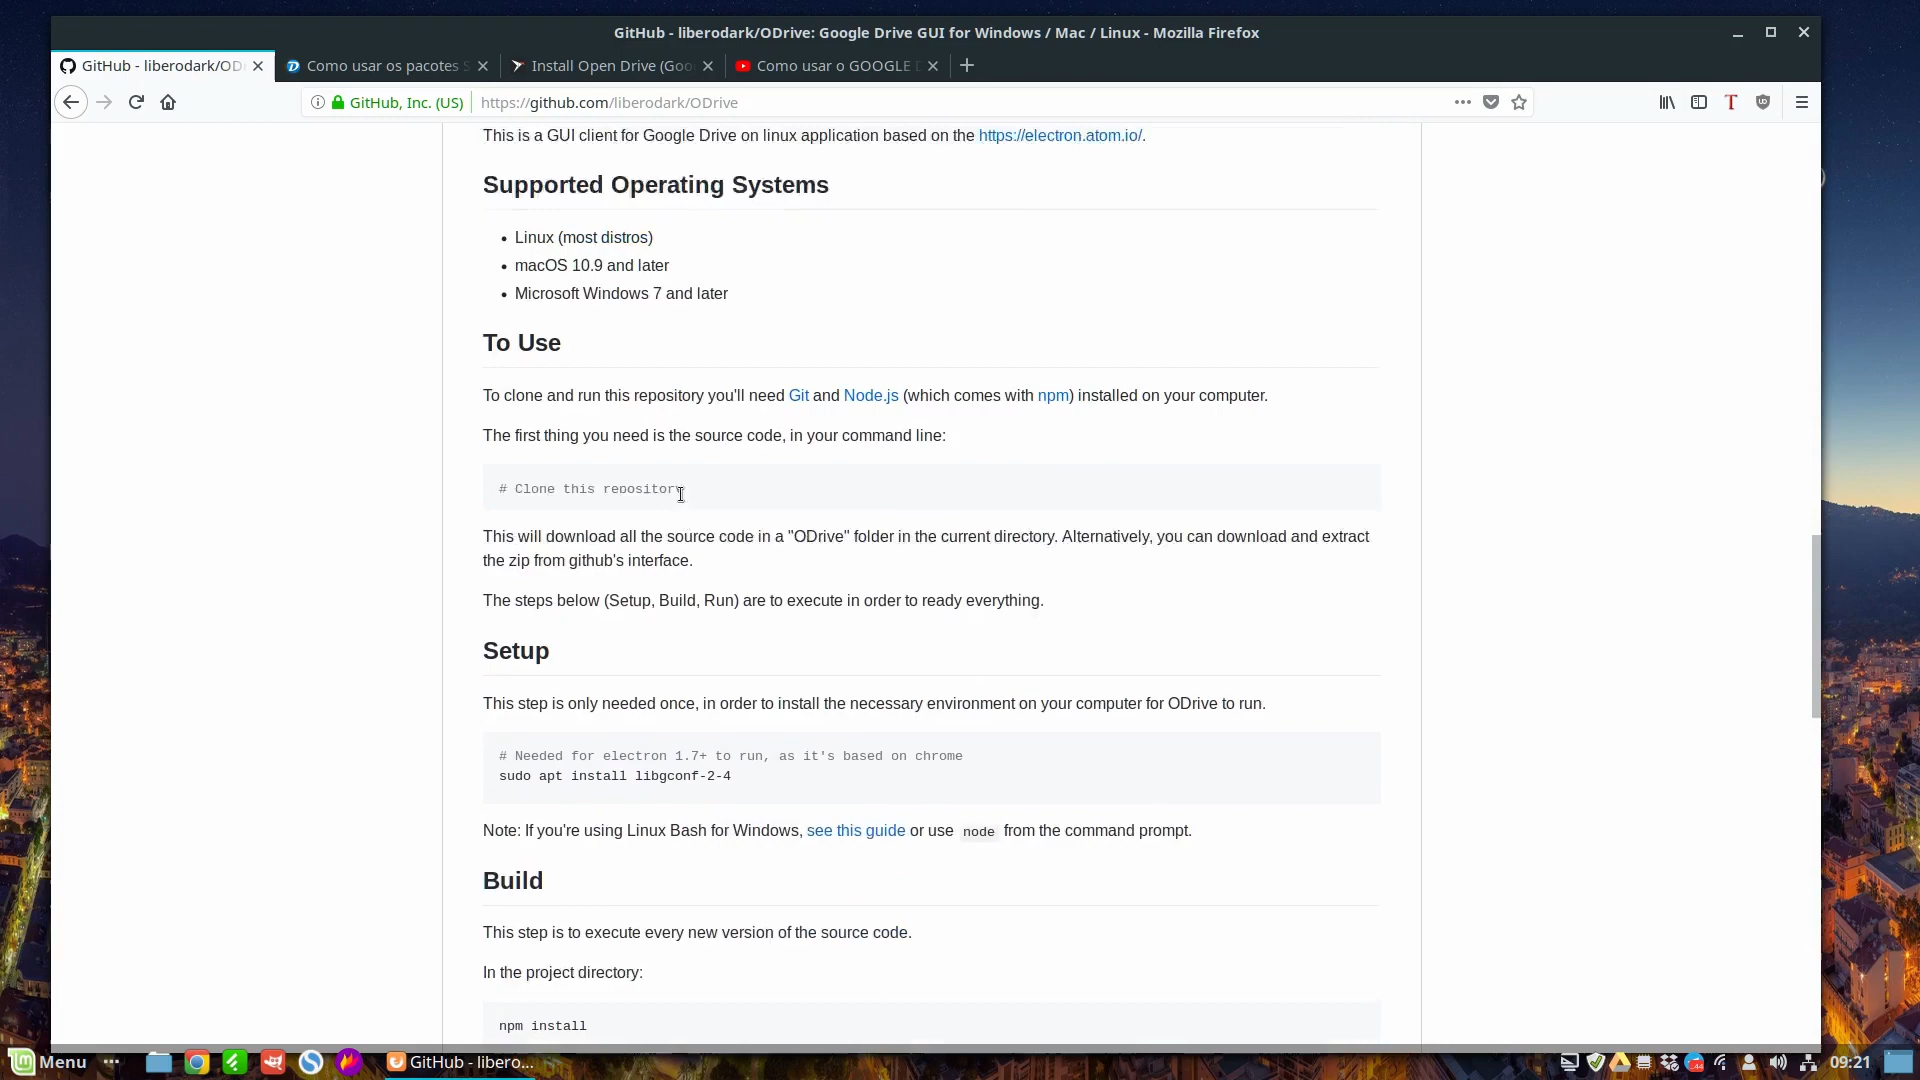 GitHub - liberodark/ODrive: Google Drive GUI for Windows / Mac / Linux - Mozilla Firefox
GitHub - liberodark/OD
Como usar os pacotes S
Install Open Drive (Goo
Como usar o GOOGLE D
GitHub, Inc. (US)
https://github.com/liberodark/ODrive
This is a GUI client for Google Drive on linux application based on the https://electron.atom.io/.
Supported Operating Systems
• Linux (most distros)
• macOS 10.9 and later
• Microsoft Windows 7 and later
To Use
To clone and run this repository you'll need Git and Node.js (which comes with npm) installed on your computer.
The first thing you need is the source code, in your command line:
# Clone this repository
This will download all the source code in a "ODrive" folder in the current directory. Alternatively, you can download and extract
the zip from github's interface.
The steps below (Setup, Build, Run) are to execute in order to ready everything.
Setup
This step is only needed once, in order to install the necessary environment on your computer for ODrive to run.
# Needed for electron 1.7+ to run, as it's based on chrome
sudo apt install libgconf-2-4
Note: If you're using Linux Bash for Windows, see this guide or use node from the command prompt.
Build
This step is to execute every new version of the source code.
In the project directory:
npm install
Menu
GitHub - libero...
09:21